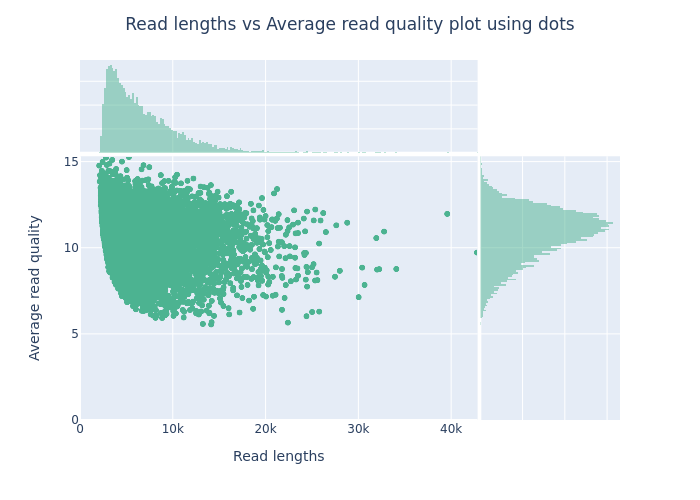 Read lengths vs Average read quality plot using dots
15
10
5
0
Average read quality
0 10k 20k 30k 40k
Read lengths